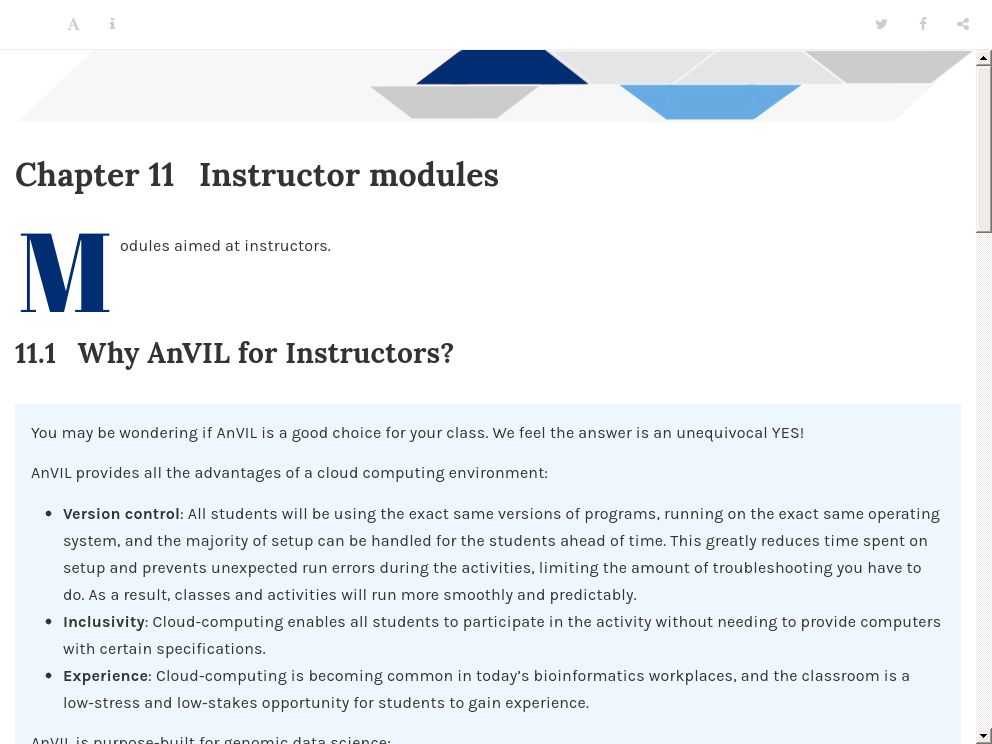 A i
Chapter 11 Instructor modules
Modules aimed at instructors.
11.1 Why AnVIL for Instructors?
You may be wondering if AnVIL is a good choice for your class. We feel the answer is an unequivocal YES!
AnVIL provides all the advantages of a cloud computing environment:
• Version control: All students will be using the exact same versions of programs, running on the exact same operating
system, and the majority of setup can be handled for the students ahead of time. This greatly reduces time spent on
setup and prevents unexpected run errors during the activities, limiting the amount of troubleshooting you have to
do. As a result, classes and activities will run more smoothly and predictably.
• Inclusivity: Cloud-computing enables all students to participate in the activity without needing to provide computers
with certain specifications.
• Experience: Cloud-computing is becoming common in today’s bioinformatics workplaces, and the classroom is a
low-stress and low-stakes opportunity for students to gain experience.
AnVIL is purpose-built for genomic data science: